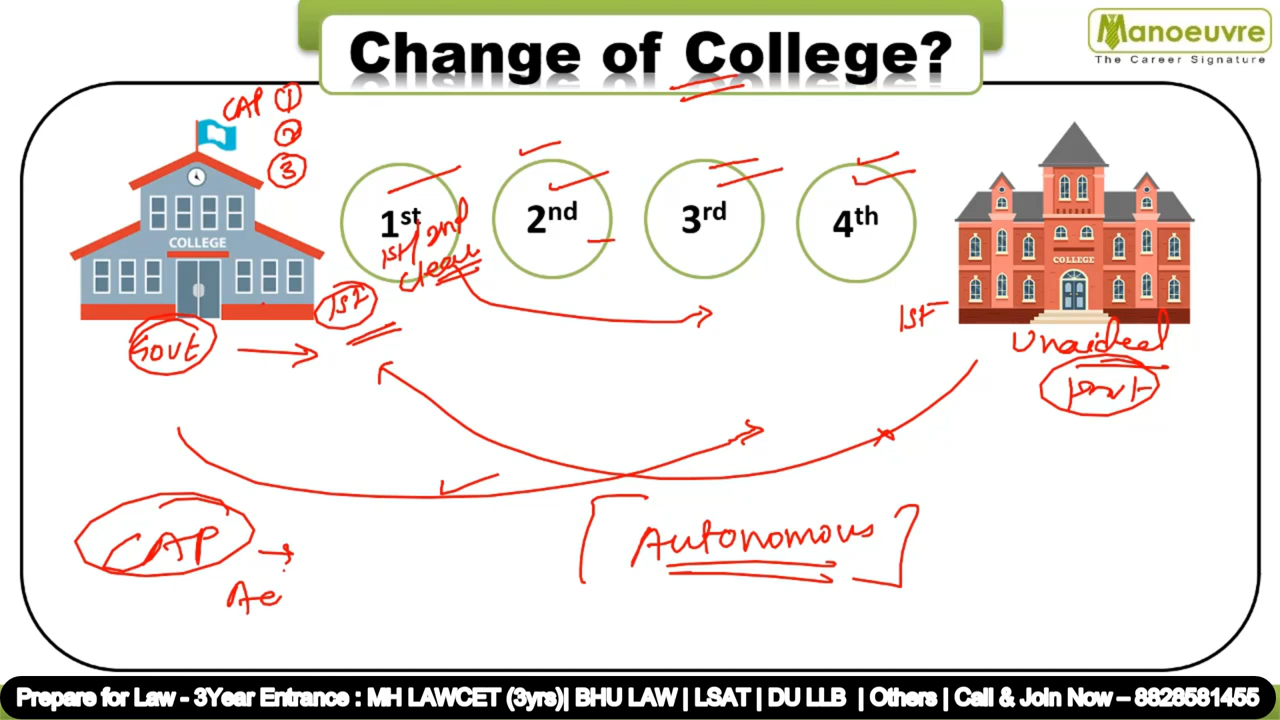 Change of College?
Manoeuvre
The Career Signature
CAP 1
2
3
COLLEGE
1st
2nd
3rd
4th
1st/2nd
clear
1st
Govt
COLLEGE
1st
Unaided
CAP
Ae
[Autonomous]
Prepare for Law - 3Year Entrance : MH LAWCET (3yrs)| BHU LAW | LSAT | DU LLB | Others | Call & Join Now – 8828581455